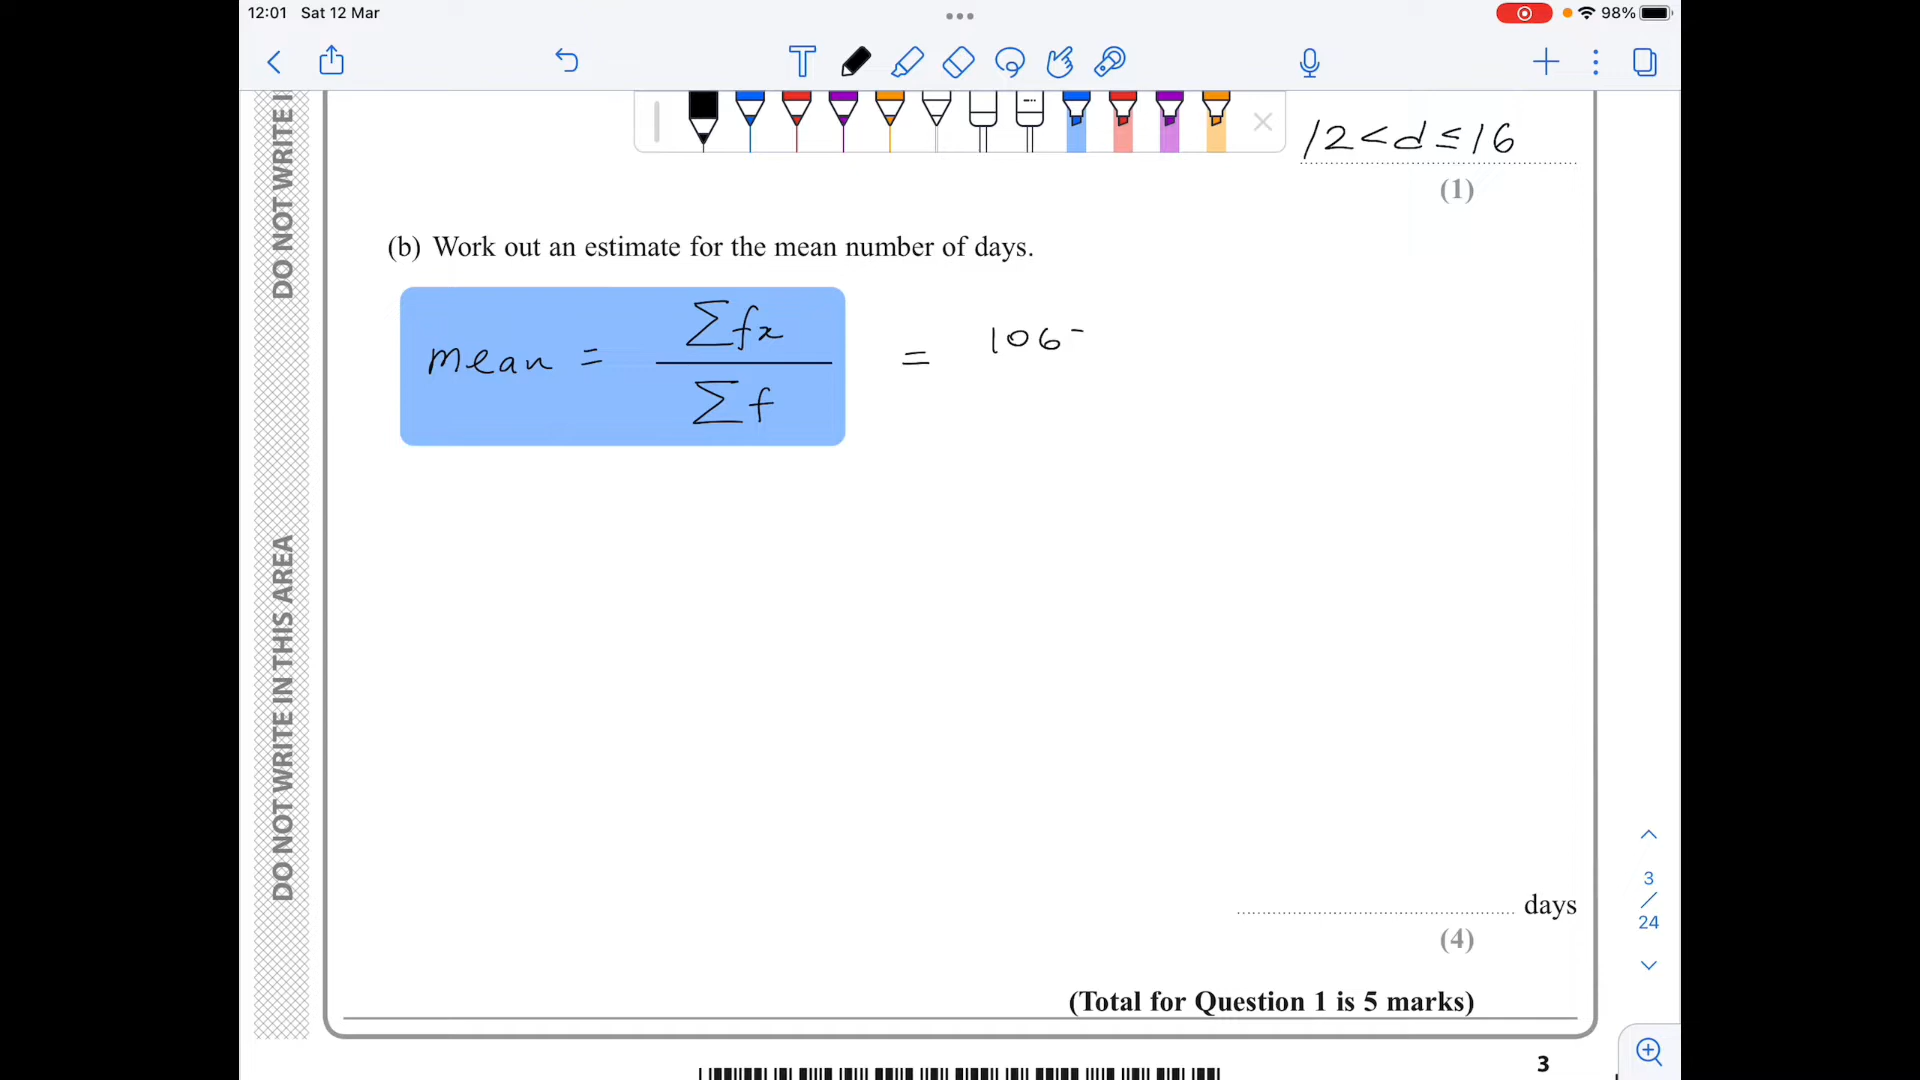 12:01 Sat 12 Mar
98%
12<d≤16
(1)
(b) Work out an estimate for the mean number of days.
mean = Σfx / Σf = 106
days
(4)
(Total for Question 1 is 5 marks)
3
DO NOT WRITE I
DO NOT WRITE IN THIS AREA
3
/
24